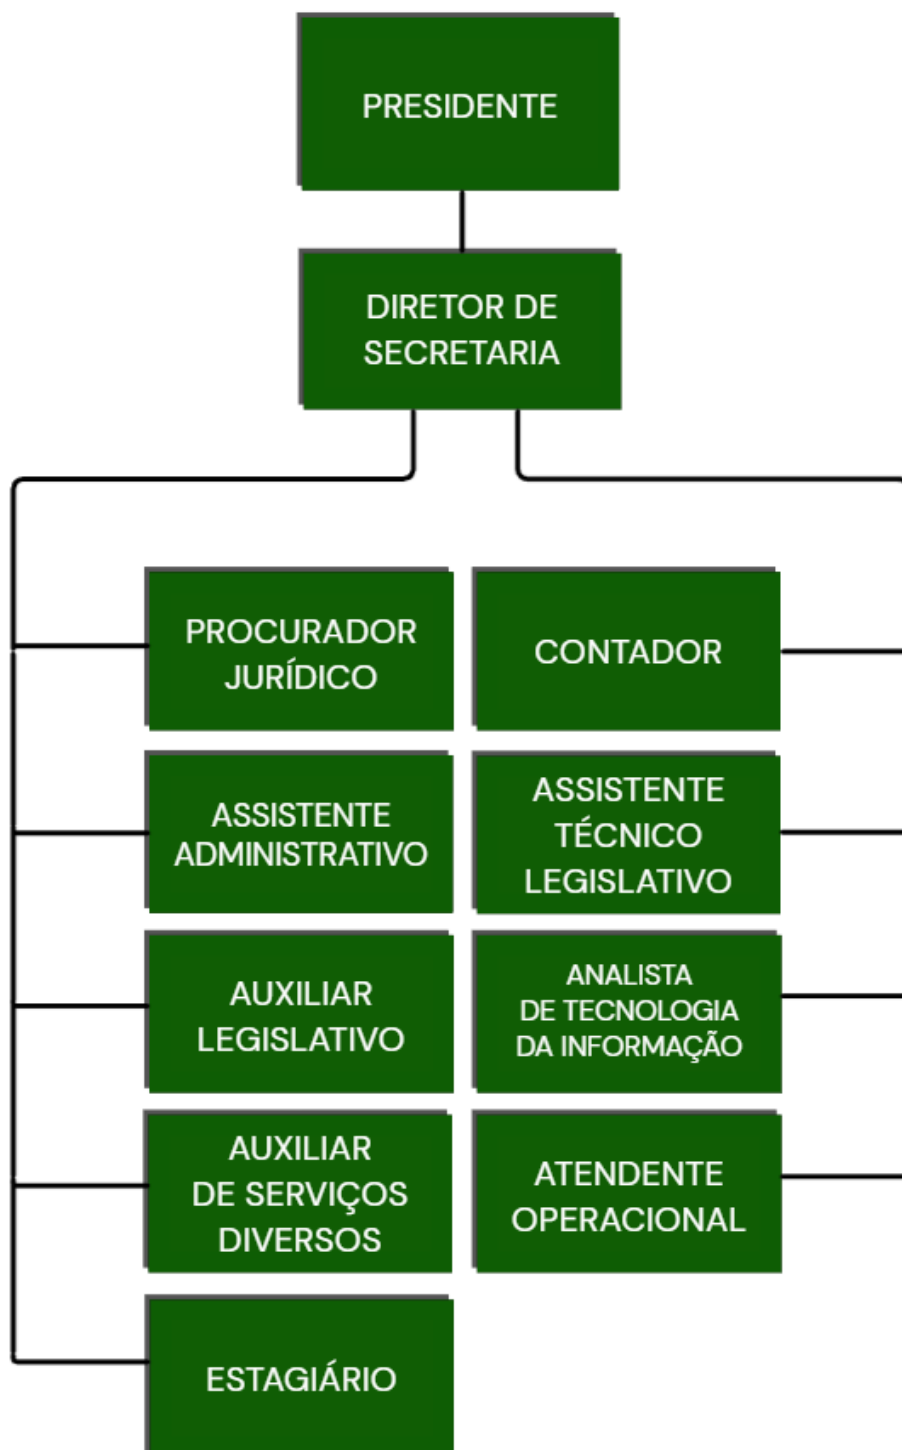 PRESIDENTE
DIRETOR DE
SECRETARIA
PROCURADOR
JURÍDICO
CONTADOR
ASSISTENTE
ADMINISTRATIVO
ASSISTENTE
TÉCNICO
LEGISLATIVO
AUXILIAR
LEGISLATIVO
ANALISTA
DE TECNOLOGIA
DA INFORMAÇÃO
AUXILIAR
DE SERVIÇOS
DIVERSOS
ATENDENTE
OPERACIONAL
ESTAGIÁRIO